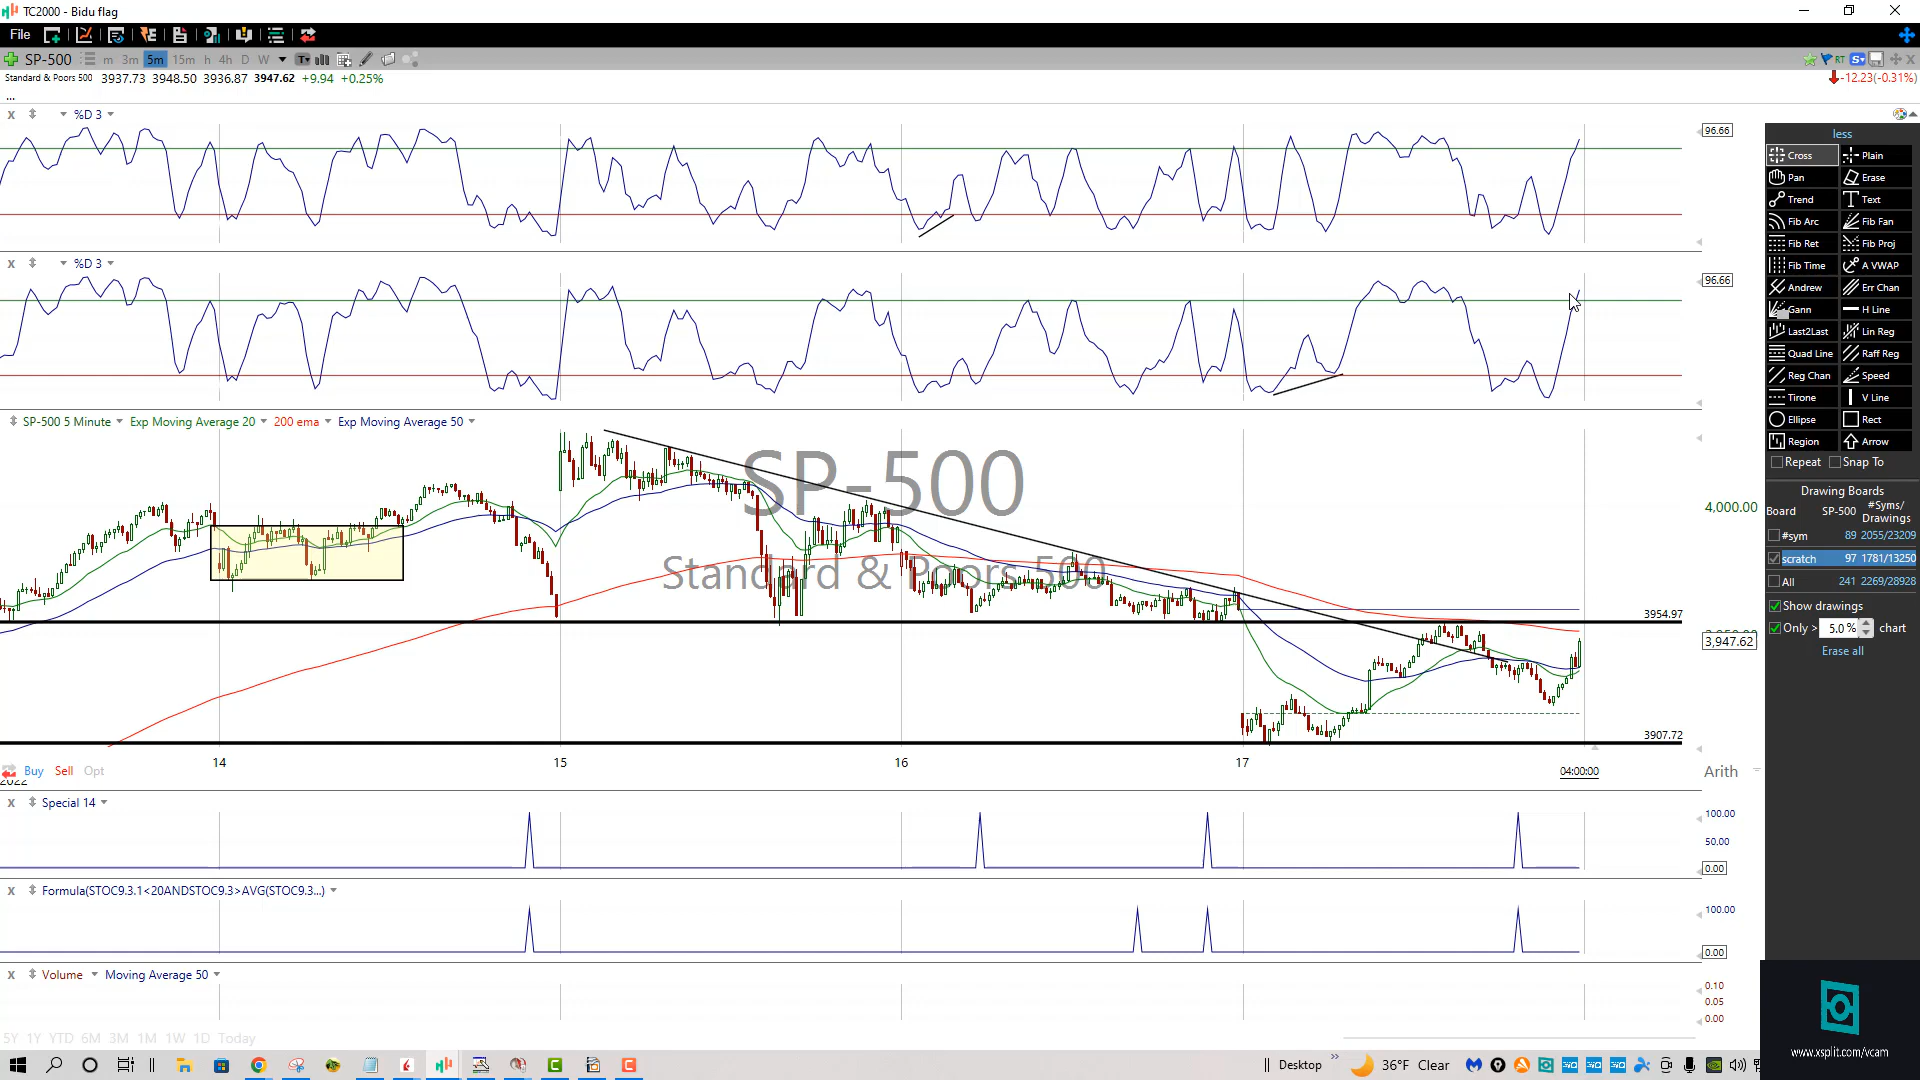 TC2000 - Bidu flag
File
SP-500 m 3m 5m 15m h 4h D W T RT S
Standard & Poors 500 3937.73 3948.50 3936.87 3947.62 +9.94 +0.25% -12.23(-0.31%)
...
X %D 3
96.66
X %D 3
96.66
SP-500 5 Minute Exp Moving Average 20 200 ema Exp Moving Average 50
SP-500
Standard & Poors 500
4,000.00
3954.97
3,947.62
3907.72
14 15 16 17 04:00:00
Buy Sell Opt Arith
2022
X Special 14
100.00
50.00
0.00
X Formula(STOC9.3.1<20ANDSTOC9.3>AVG(STOC9.3...)
100.00
0.00
X Volume Moving Average 50
0.10
0.05
0.00
5Y 1Y YTD 6M 3M 1M 1W 1D Today
less
Cross Plain
Pan Erase
Trend Text
Fib Arc Fib Fan
Fib Ret Fib Proj
Fib Time A VWAP
Andrew Err Chan
Gann H Line
Last2Last Lin Reg
Quad Line Raff Reg
Reg Chan Speed
Tirone V Line
Ellipse Rect
Region Arrow
Repeat Snap To
Drawing Boards
Board SP-500 #Syms/
Drawings
#sym 89 2055/23209
scratch 97 1781/13250
All 241 2269/28928
Show drawings
Only > 5.0 % chart
Erase all
www.xsplit.com/vcam
Desktop 36°F Clear